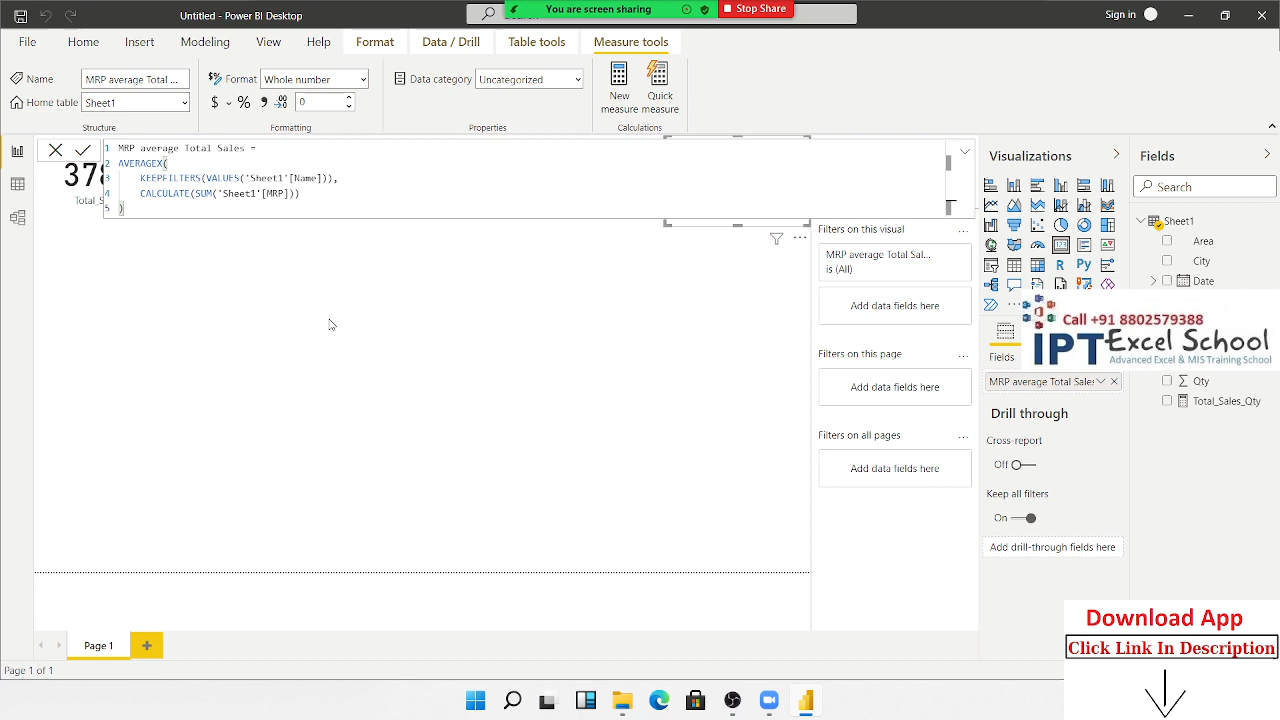 Untitled - Power BI Desktop
You are screen sharing
Stop Share
Sign in
File
Home
Insert
Modeling
View
Help
Format
Data / Drill
Table tools
Measure tools
Name
MRP average Total ...
Home table
Sheet1
Structure
Format
Whole number
$
%
0
Formatting
Data category
Uncategorized
Properties
New
measure
Quick
measure
Calculations
1 MRP average Total Sales =
2 AVERAGEX(
3 KEEPFILTERS(VALUES('Sheet1'[Name])),
4 CALCULATE(SUM('Sheet1'[MRP]))
5 )
378
Total_S
Filters on this visual
...
MRP average Total Sal...
is (All)
Add data fields here
Filters on this page
...
Add data fields here
Filters on all pages
...
Add data fields here
Visualizations
R
Py
123
...
Fields
MRP average Total Sales
Drill through
Cross-report
Off
Keep all filters
On
Add drill-through fields here
Fields
Search
Sheet1
Area
City
Date
Qty
Total_Sales_Qty
Call +91 8802579388
IPT Excel School
Advanced Excel & MIS Training School
Download App
Click Link In Description
Page 1
Page 1 of 1